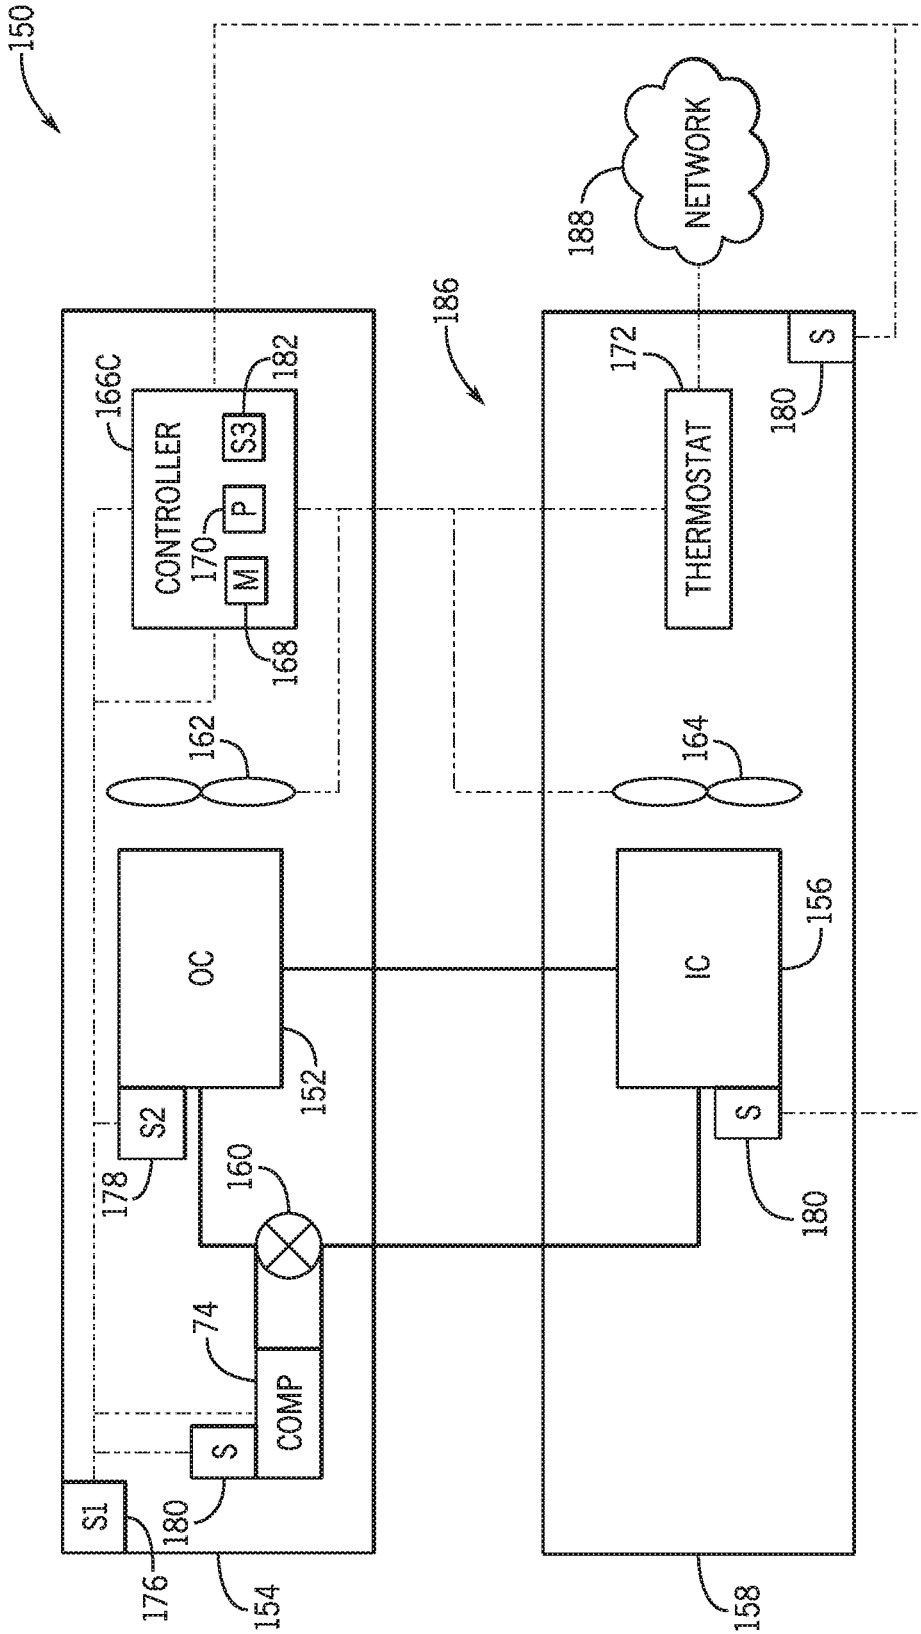 150
154
176
S1
180
S
COMP
74
160
178
S2
152
OC
162
166C
CONTROLLER
168
M
170
P
S3
182
186
158
180
S
IC
156
164
THERMOSTAT
172
180
S
188
NETWORK